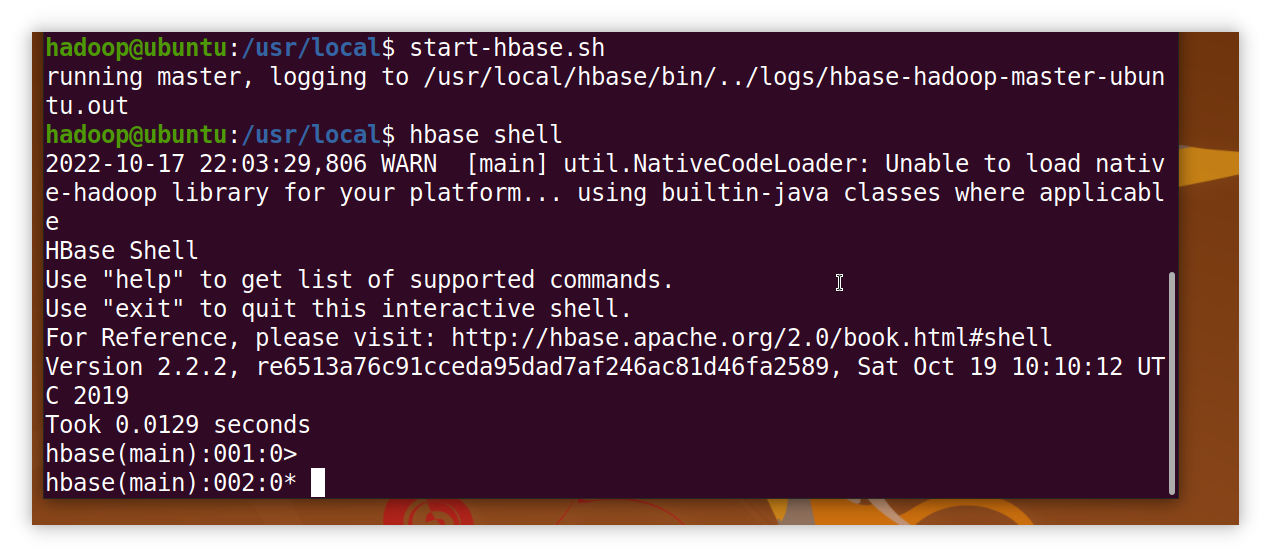 hadoop@ubuntu:/usr/local$ start-hbase.sh
running master, logging to /usr/local/hbase/bin/../logs/hbase-hadoop-master-ubun
tu.out
hadoop@ubuntu:/usr/local$ hbase shell
2022-10-17 22:03:29,806 WARN  [main] util.NativeCodeLoader: Unable to load nativ
e-hadoop library for your platform... using builtin-java classes where applicabl
e
HBase Shell
Use "help" to get list of supported commands.
Use "exit" to quit this interactive shell.
For Reference, please visit: http://hbase.apache.org/2.0/book.html#shell
Version 2.2.2, re6513a76c91cceda95dad7af246ac81d46fa2589, Sat Oct 19 10:10:12 UT
C 2019
Took 0.0129 seconds
hbase(main):001:0>
hbase(main):002:0*